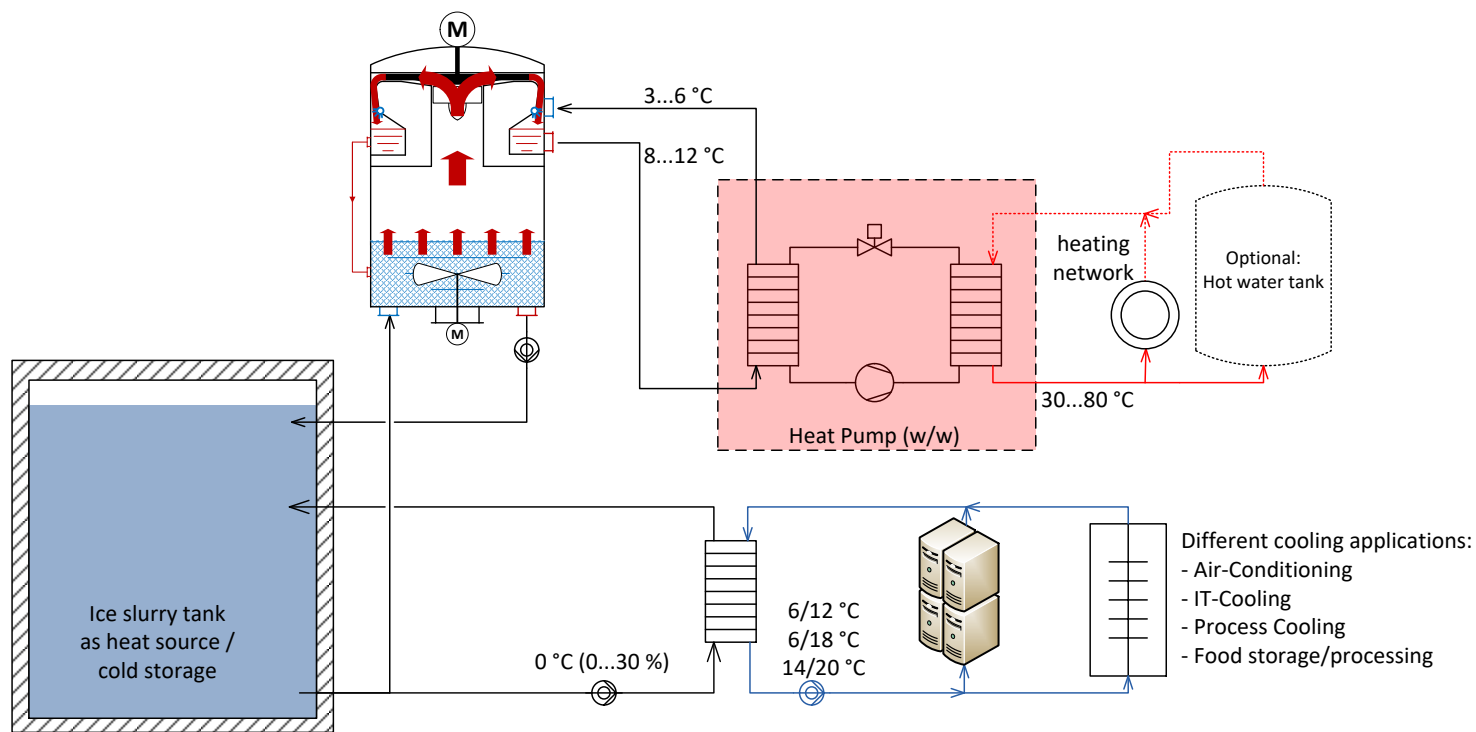 M
3...6 °C
8...12 °C
heating
network
Optional:
Hot water tank
M
30...80 °C
Heat Pump (w/w)
Ice slurry tank
as heat source /
cold storage
0 °C (0...30 %)
6/12 °C
6/18 °C
14/20 °C
Different cooling applications:
- Air-Conditioning
- IT-Cooling
- Process Cooling
- Food storage/processing